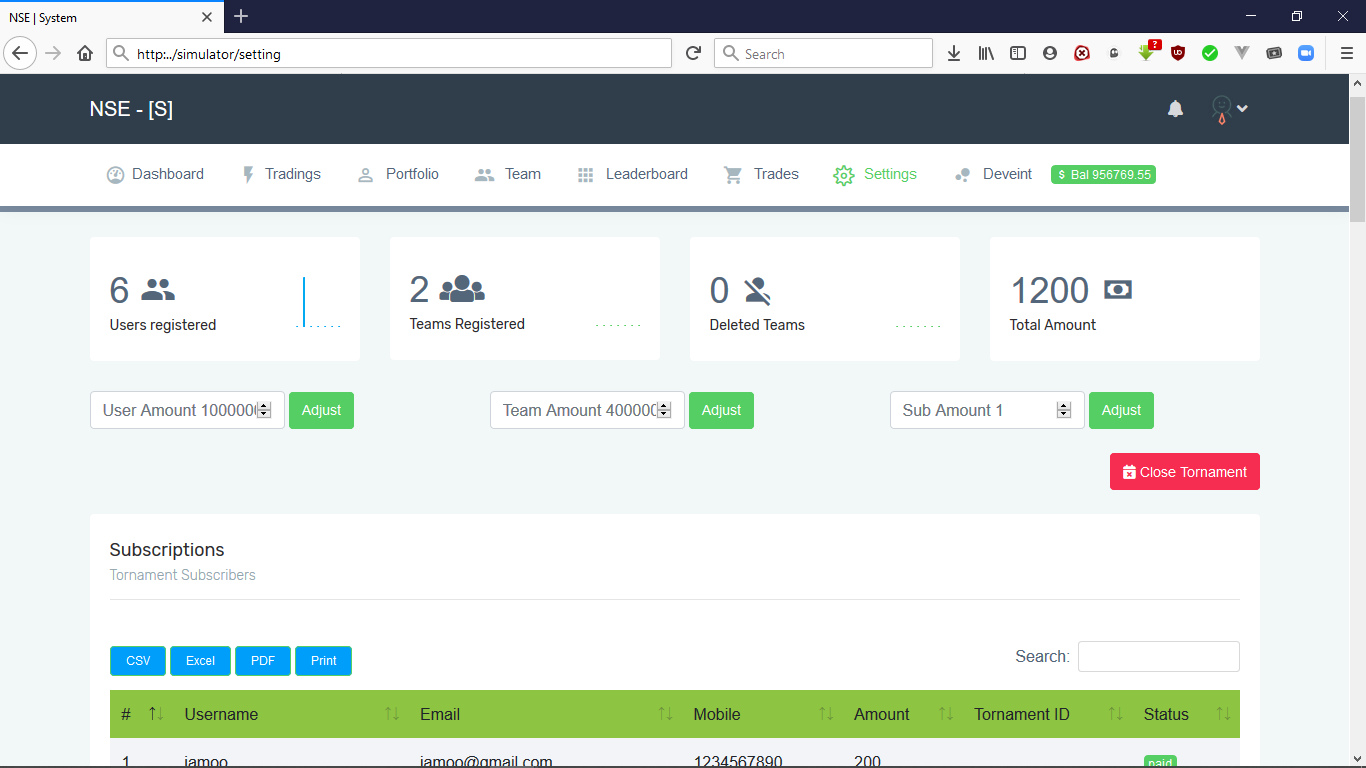 NSE | System
http:../simulator/setting
Search
?
NSE - [S]
Dashboard
Tradings
Portfolio
Team
Leaderboard
Trades
Settings
Deveint
$ Bal 956769.55
6
Users registered
2
Teams Registered
0
Deleted Teams
1200
Total Amount
User Amount 1000000
Adjust
Team Amount 400000
Adjust
Sub Amount 1
Adjust
Close Tornament
Subscriptions
Tornament Subscribers
CSV
Excel
PDF
Print
Search:
# Username Email Mobile Amount Tornament ID Status
1 jamoo jamoo@gmail.com 1234567890 200 paid